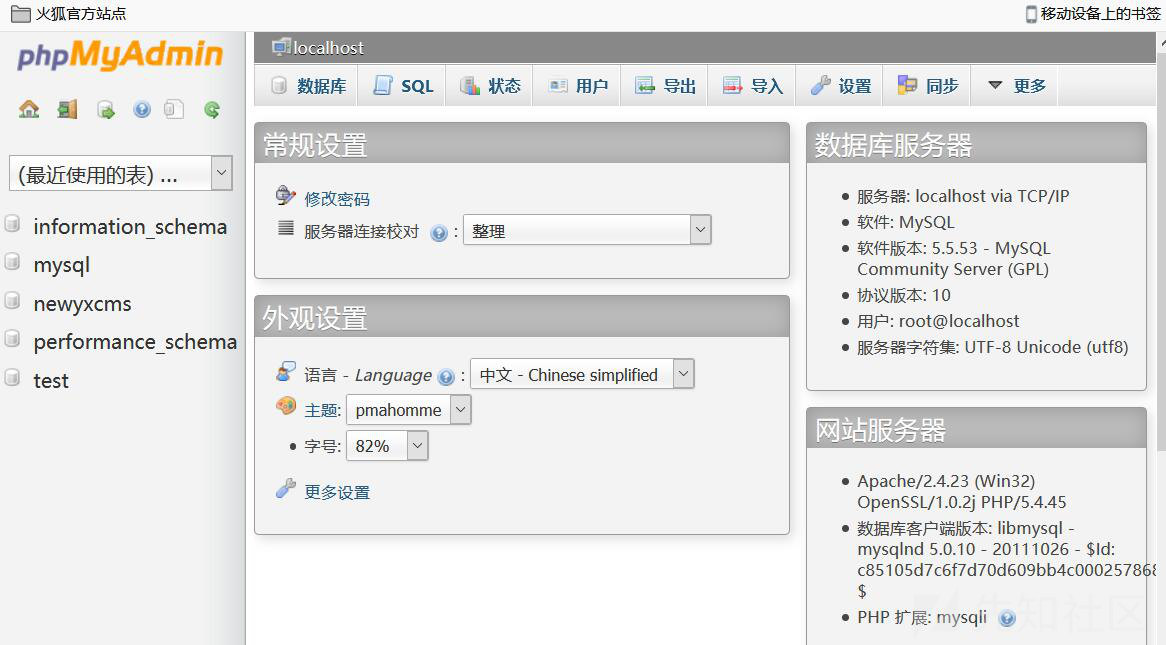 火狐官方站点
移动设备上的书签
phpMyAdmin
(最近使用的表) ...
information_schema
mysql
newyxcms
performance_schema
test
localhost
数据库
SQL
状态
用户
导出
导入
设置
同步
更多
常规设置
修改密码
服务器连接校对 : 整理
外观设置
语言 - Language : 中文 - Chinese simplified
主题: pmahomme
字号: 82%
更多设置
数据库服务器
服务器: localhost via TCP/IP
软件: MySQL
软件版本: 5.5.53 - MySQL
Community Server (GPL)
协议版本: 10
用户: root@localhost
服务器字符集: UTF-8 Unicode (utf8)
网站服务器
Apache/2.4.23 (Win32)
OpenSSL/1.0.2j PHP/5.4.45
数据库客户端版本: libmysql -
mysqlnd 5.0.10 - 20111026 - $Id:
c85105d7c6f7d70d609bb4c000257868
$
PHP 扩展: mysqli
先知社区